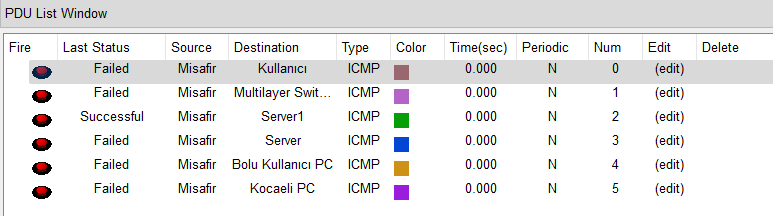 PDU List Window
Fire Last Status Source Destination Type Color Time(sec) Periodic Num Edit Delete
Failed Misafir Kullanıcı ICMP 0.000 N 0 (edit)
Failed Misafir Multilayer Swit... ICMP 0.000 N 1 (edit)
Successful Misafir Server1 ICMP 0.000 N 2 (edit)
Failed Misafir Server ICMP 0.000 N 3 (edit)
Failed Misafir Bolu Kullanıcı PC ICMP 0.000 N 4 (edit)
Failed Misafir Kocaeli PC ICMP 0.000 N 5 (edit)